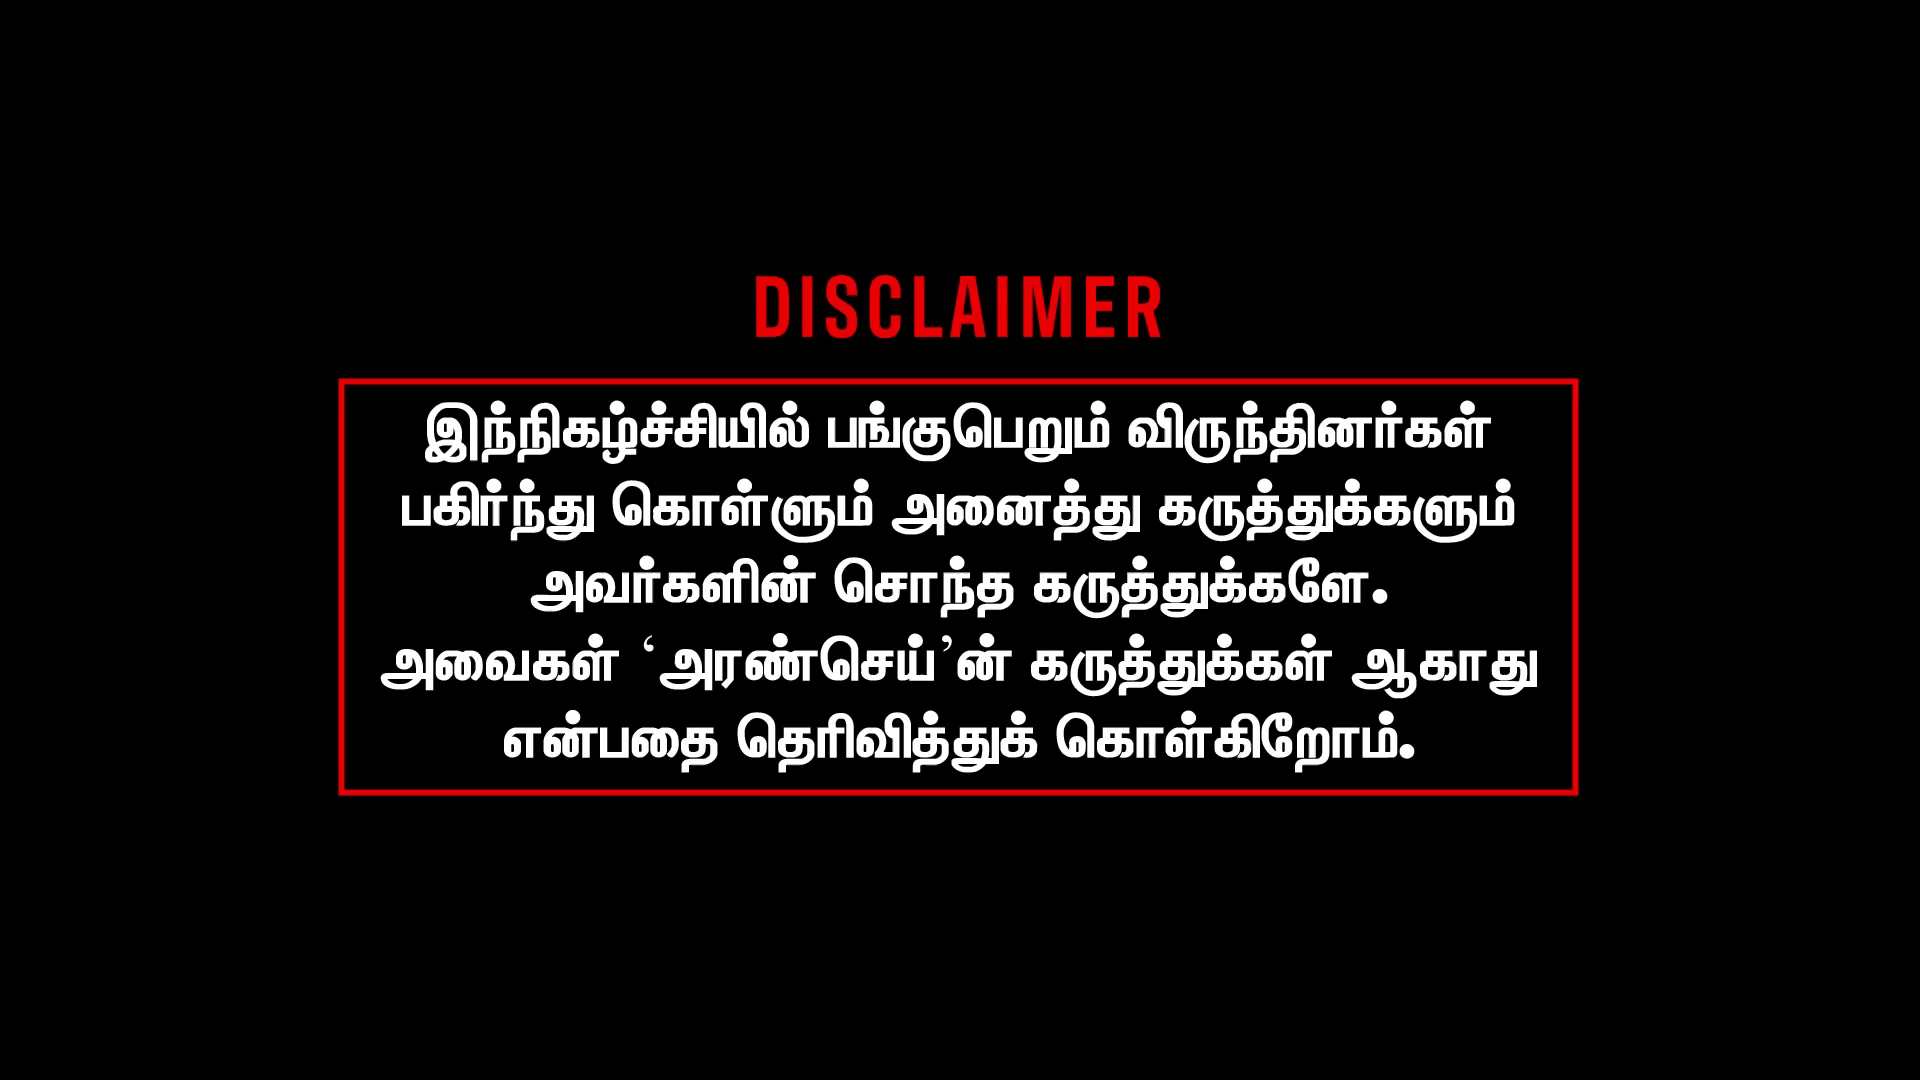 DISCLAIMER
இந்நிகழ்ச்சியில் பங்குபெறும் விருந்தினர்கள்
பகிர்ந்து கொள்ளும் அனைத்து கருத்துக்களும்
அவர்களின் சொந்த கருத்துக்களே.
அவைகள் ‘அரண்செய்’ன் கருத்துக்கள் ஆகாது
என்பதை தெரிவித்துக் கொள்கிறோம்.